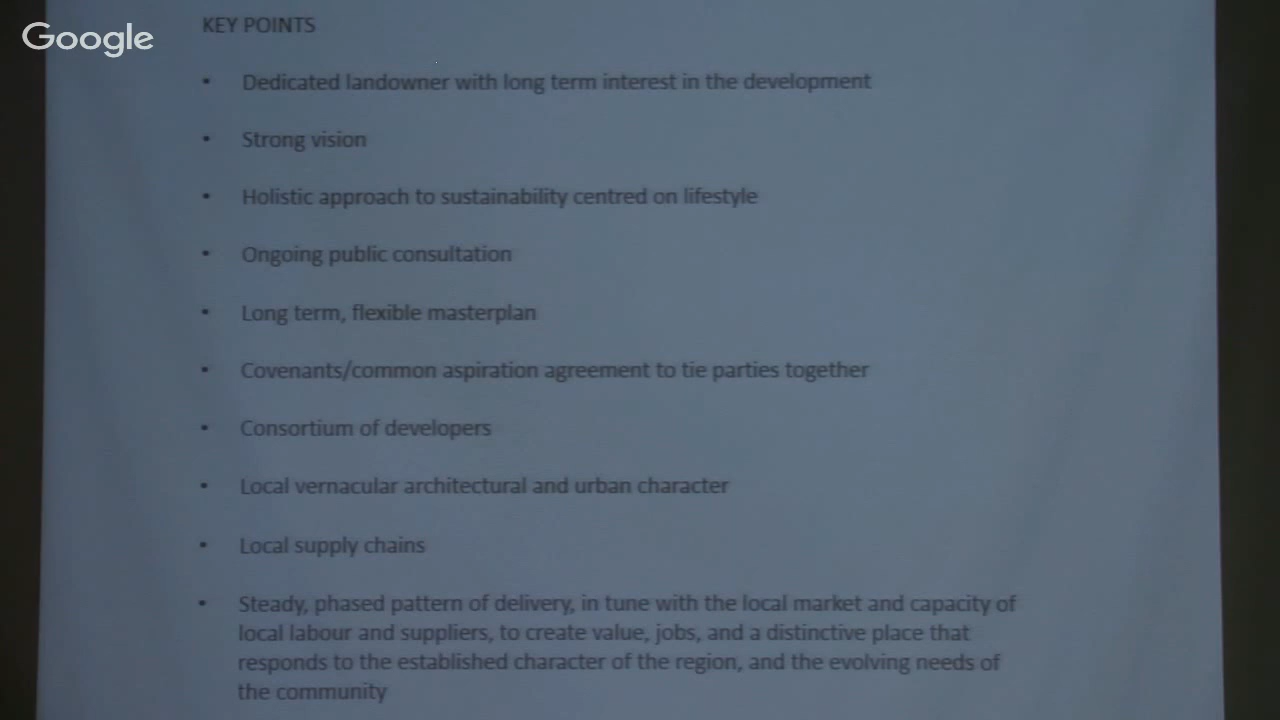 Google
KEY POINTS
• Dedicated landowner with long term interest in the development
• Strong vision
• Holistic approach to sustainability centred on lifestyle
• Ongoing public consultation
• Long term, flexible masterplan
• Covenants/common aspiration agreement to tie parties together
• Consortium of developers
• Local vernacular architectural and urban character
• Local supply chains
• Steady, phased pattern of delivery, in tune with the local market and capacity of
local labour and suppliers, to create value, jobs, and a distinctive place that
responds to the established character of the region, and the evolving needs of
the community